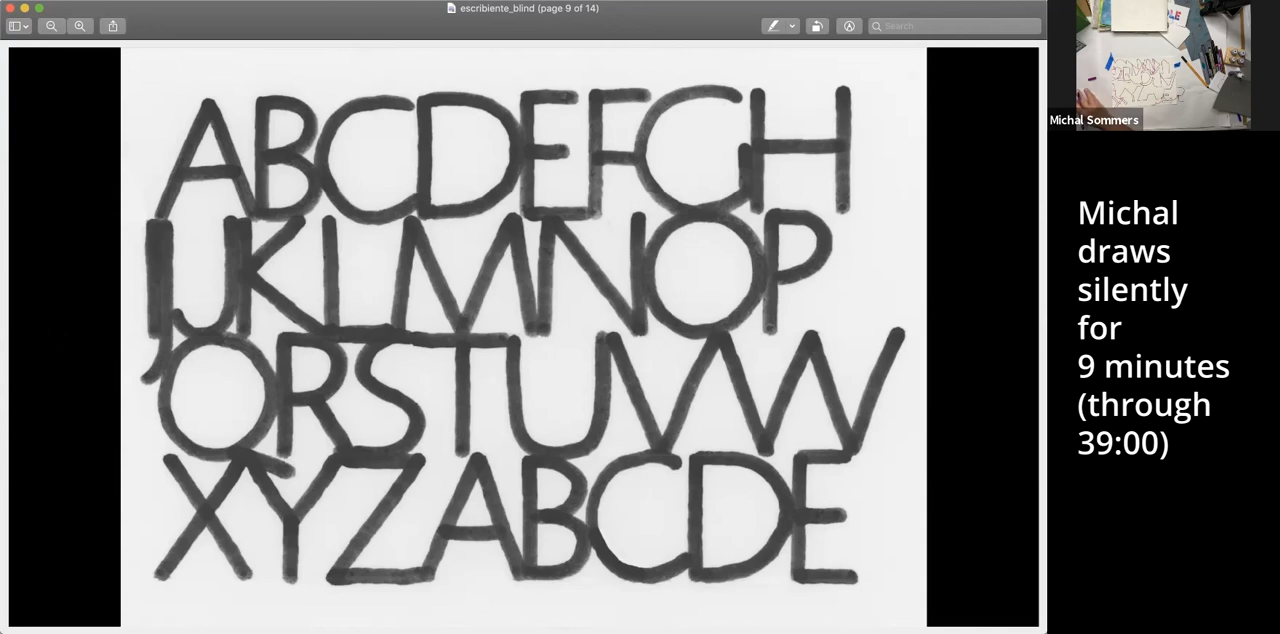 escribiente_blind (page 9 of 14)
Search
ABCDEFGH
IJKLMNOP
QRSTUVW
XYZABCDE
Michal Sommers
Michal
draws
silently
for
9 minutes
(through
39:00)